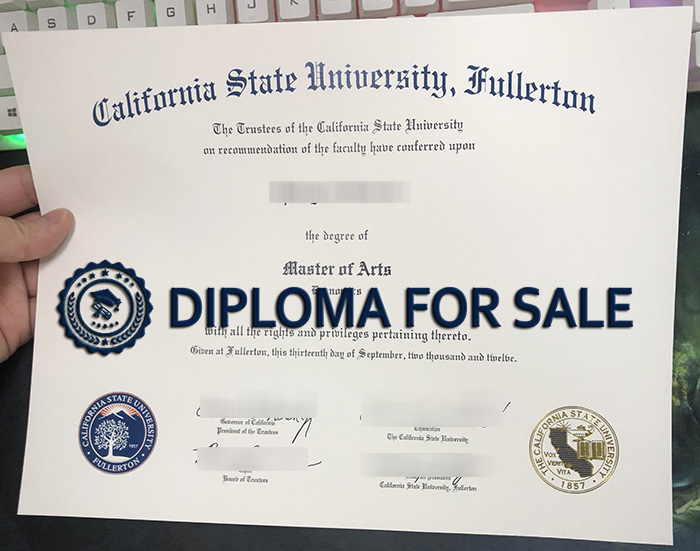 A S D F G H J K L
California State University, Fullerton
The Trustees of the California State University
on recommendation of the faculty have conferred upon
the degree of
Master of Arts
DIPLOMA FOR SALE
with all the rights and privileges pertaining thereto.
Given at Fullerton, this thirteenth day of September, two thousand and twelve.
Governor of California
President of the Trustees
Chancellor
The California State University
Board of Trustees
California State University, Fullerton
CALIFORNIA STATE UNIVERSITY
1957
FULLERTON
THE CALIFORNIA STATE UNIVERSITY
VOX
VERITAS
VITA
1857